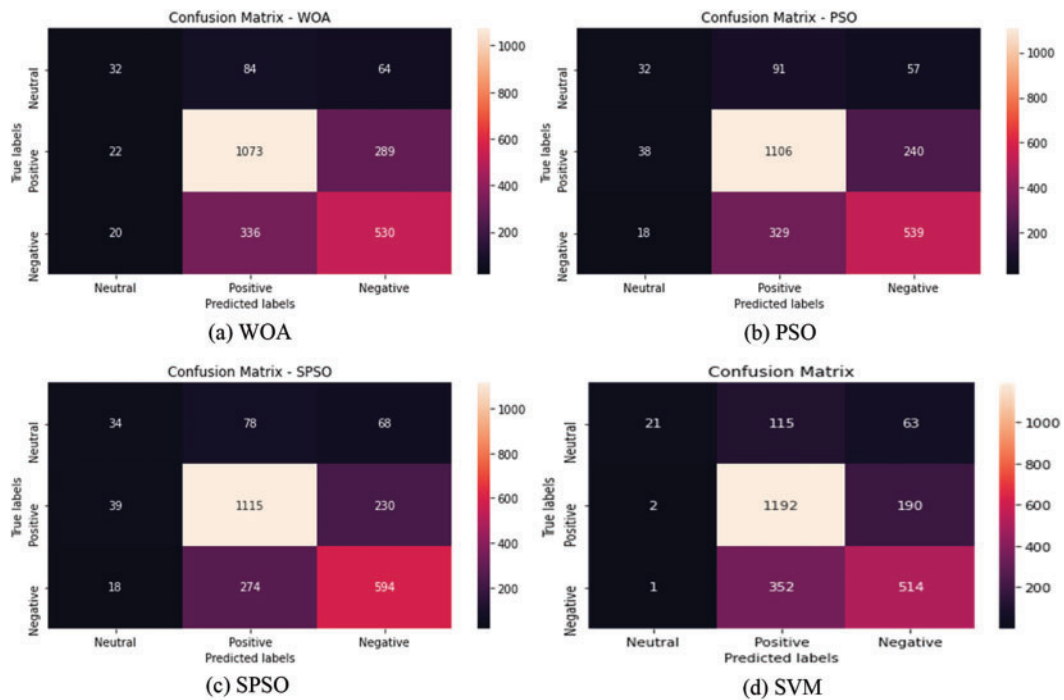 Confusion Matrix - WOA
Neutral 32 84 64 1000
800
True labels
Positive 22 1073 289 600
400
Negative 20 336 530 200
Neutral Positive Negative
Predicted labels
(a) WOA
Confusion Matrix - PSO
Neutral 32 91 57 1000
800
True labels
Positive 38 1106 240 600
400
Negative 18 329 539 200
Neutral Positive Negative
Predicted labels
(b) PSO
Confusion Matrix - SPSO
Neutral 34 78 68 1000
800
True labels
Positive 39 1115 230 600
400
Negative 18 274 594 200
Neutral Positive Negative
Predicted labels
(c) SPSO
Confusion Matrix
Neutral 21 115 63 1000
800
True labels
Positive 2 1192 190 600
400
Negative 1 352 514 200
Neutral Positive Negative
Predicted labels
(d) SVM